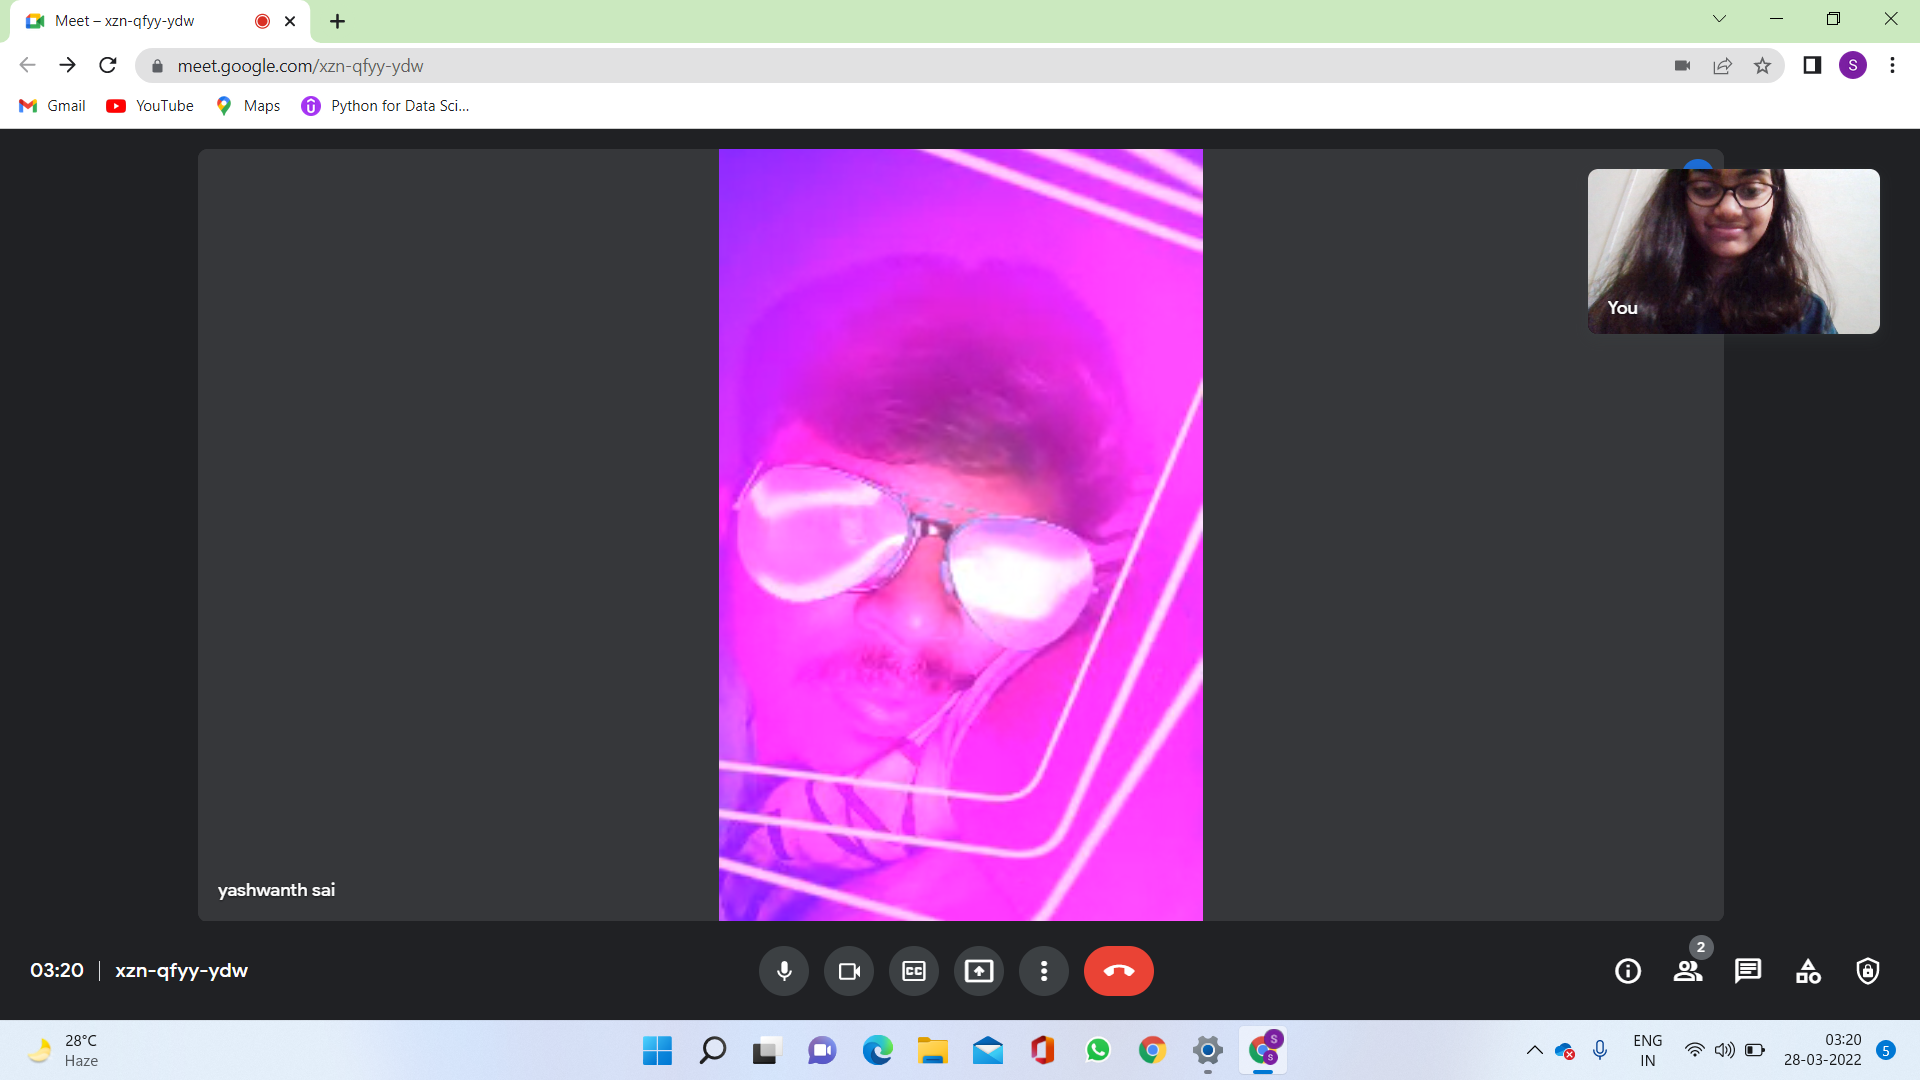 Meet – xzn-qfyy-ydw
meet.google.com/xzn-qfyy-ydw
S
Gmail
YouTube
Maps
Python for Data Sci...
You
yashwanth sai
03:20 | xzn-qfyy-ydw
CC
2
28°C
Haze
S
S
ENG
IN
03:20
28-03-2022
5